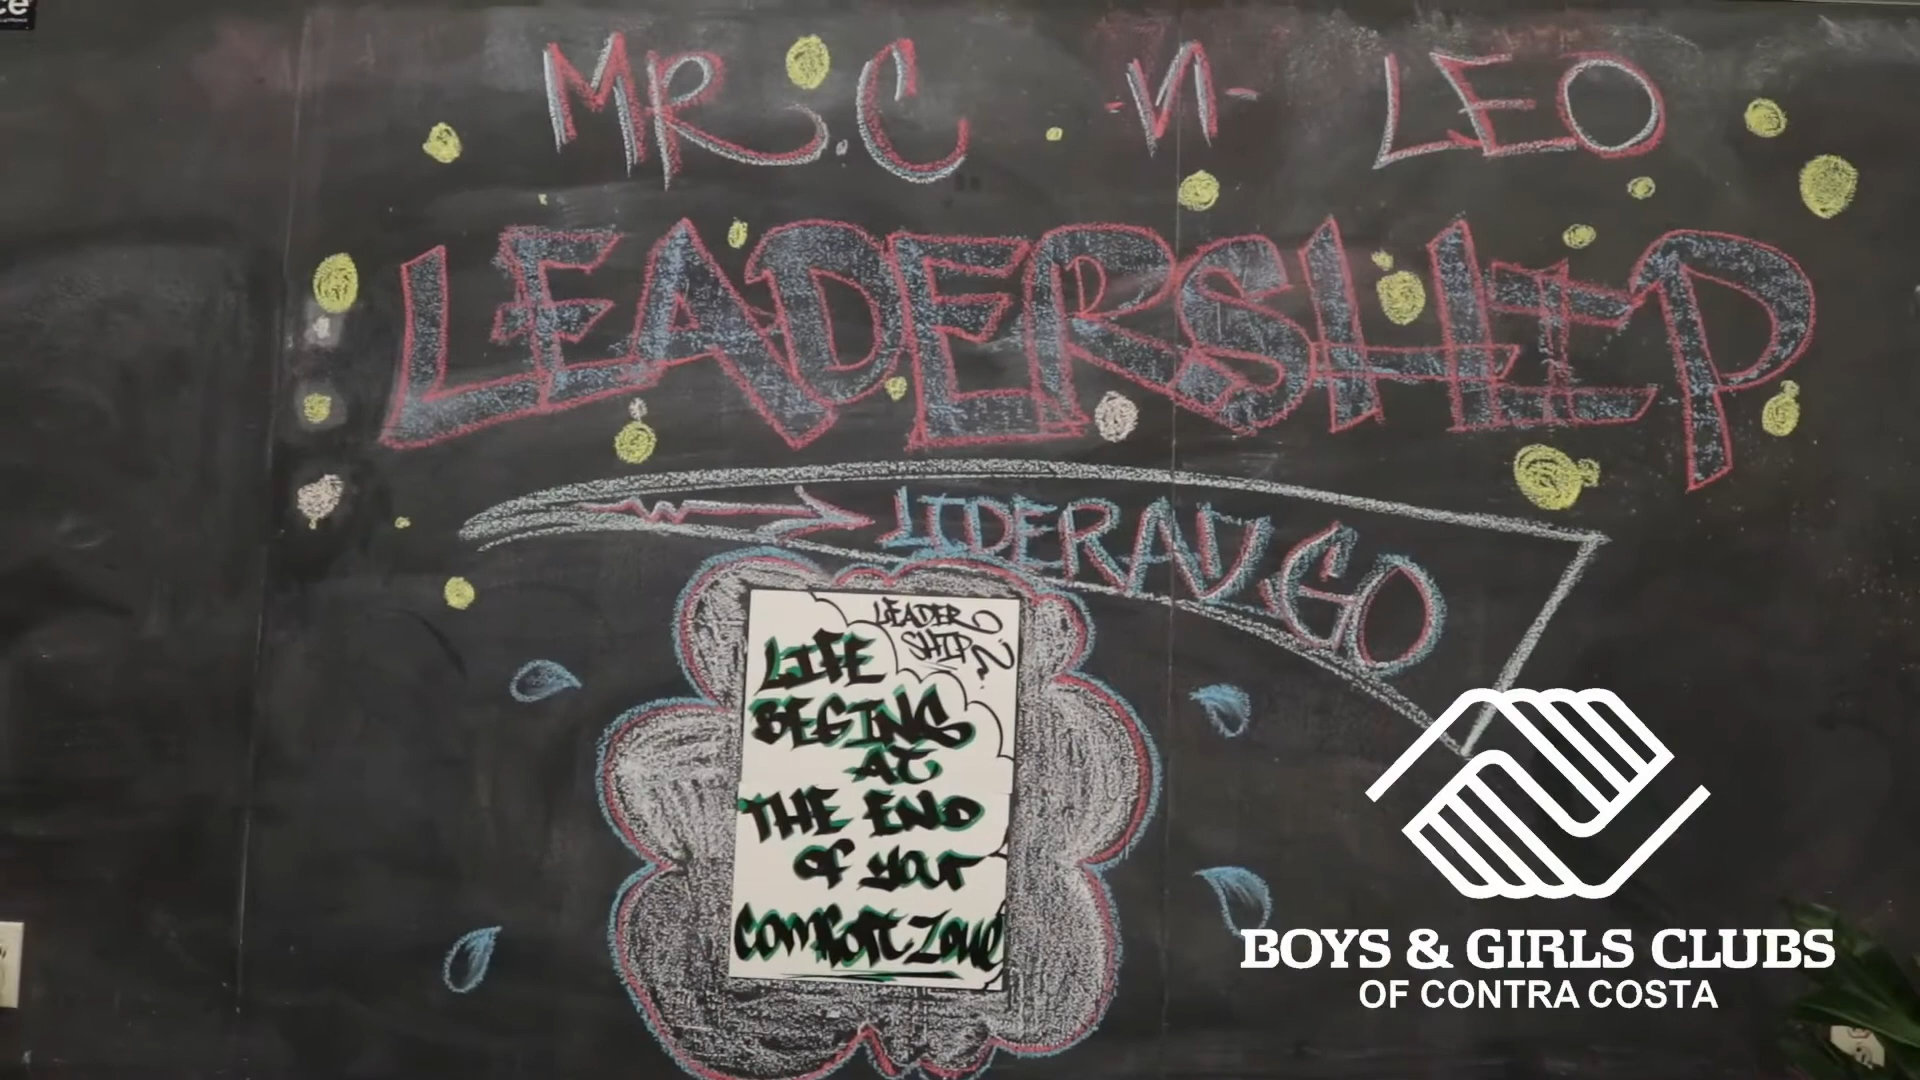 ce
MR. C -N- LEO
LEADERSHIP
LIDERAZGO
LEADER
SHIP?
LIFE
BEGINS
AT
THE END
OF YOUR
COMFORT ZONE
BOYS & GIRLS CLUBS
OF CONTRA COSTA